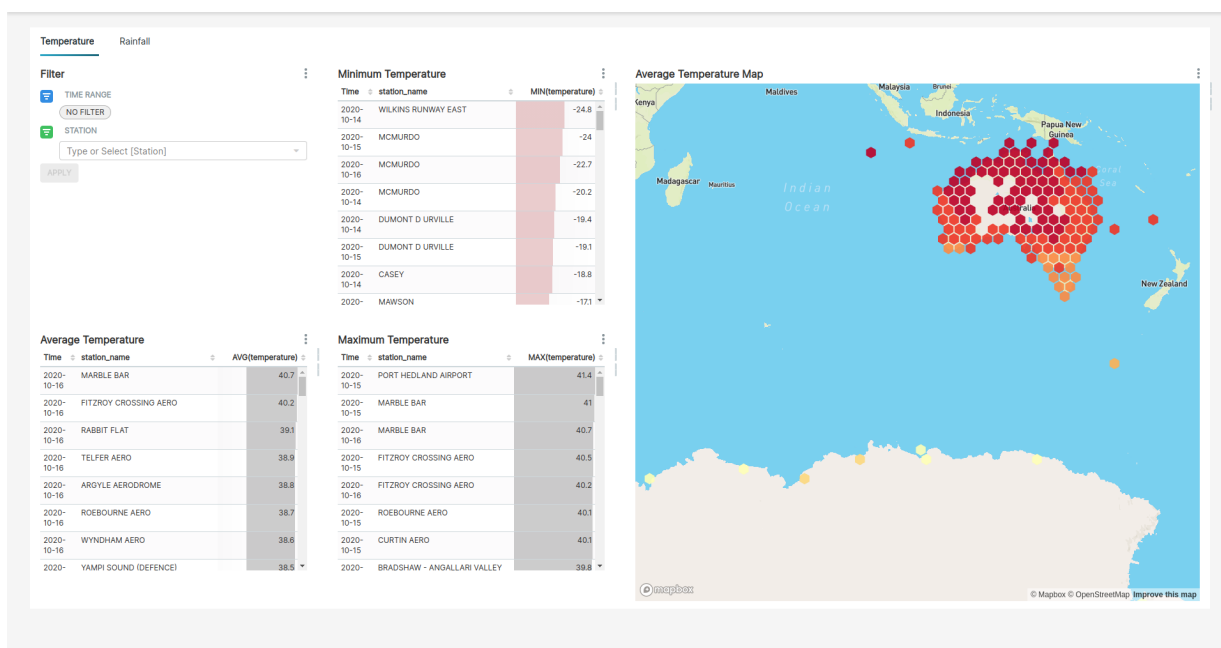 Temperature Rainfall
Filter
TIME RANGE
NO FILTER
STATION
Type or Select [Station]
APPLY
Minimum Temperature
Time station_name MIN(temperature)
2020-10-14 WILKINS RUNWAY EAST -24.8
2020-10-15 MCMURDO -24
2020-10-16 MCMURDO -22.7
2020-10-14 MCMURDO -20.2
2020-10-14 DUMONT D URVILLE -19.4
2020-10-15 DUMONT D URVILLE -19.1
2020-10-14 CASEY -18.8
2020- MAWSON -17.1
Average Temperature
Time station_name AVG(temperature)
2020-10-16 MARBLE BAR 40.7
2020-10-16 FITZROY CROSSING AERO 40.2
2020-10-16 RABBIT FLAT 39.1
2020-10-16 TELFER AERO 38.9
2020-10-16 ARGYLE AERODROME 38.8
2020-10-16 ROEBOURNE AERO 38.7
2020-10-16 WYNDHAM AERO 38.6
2020- YAMPI SOUND (DEFENCE) 38.5
Maximum Temperature
Time station_name MAX(temperature)
2020-10-15 PORT HEDLAND AIRPORT 41.4
2020-10-15 MARBLE BAR 41
2020-10-16 MARBLE BAR 40.7
2020-10-15 FITZROY CROSSING AERO 40.5
2020-10-16 FITZROY CROSSING AERO 40.2
2020-10-15 ROEBOURNE AERO 40.1
2020-10-15 CURTIN AERO 40.1
2020- BRADSHAW - ANGALLARI VALLEY 39.8
Average Temperature Map
Kenya
Maldives
Malaysia
Brunei
Indonesia
Papua New
Guinea
Madagascar
Mauritius
Indian
Ocean
Coral
Sea
New Zealand
mapbox
© Mapbox © OpenStreetMap Improve this map